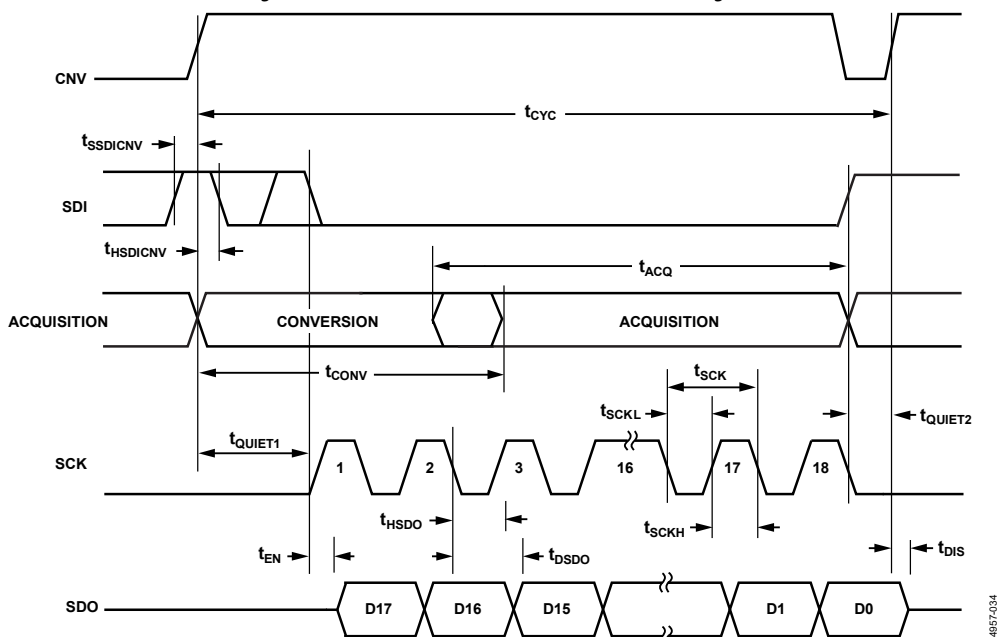 CNV
tCYC
tSSDICNV
SDI
tHSDICNV
tACQ
ACQUISITION
CONVERSION
ACQUISITION
tCONV
tSCK
tSCKL
tQUIET2
tQUIET1
SCK
1
2
3
16
17
18
tHSDO
tSCKH
tEN
tDSDO
tDIS
SDO
D17
D16
D15
D1
D0
4957-034